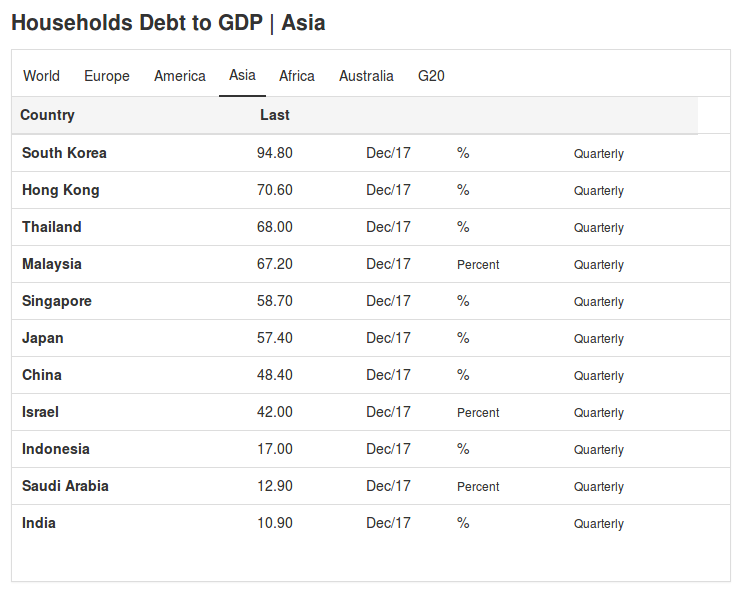 Households Debt to GDP | Asia
World Europe America Asia Africa Australia G20
Country Last
South Korea 94.80 Dec/17 % Quarterly
Hong Kong 70.60 Dec/17 % Quarterly
Thailand 68.00 Dec/17 % Quarterly
Malaysia 67.20 Dec/17 Percent Quarterly
Singapore 58.70 Dec/17 % Quarterly
Japan 57.40 Dec/17 % Quarterly
China 48.40 Dec/17 % Quarterly
Israel 42.00 Dec/17 Percent Quarterly
Indonesia 17.00 Dec/17 % Quarterly
Saudi Arabia 12.90 Dec/17 Percent Quarterly
India 10.90 Dec/17 % Quarterly